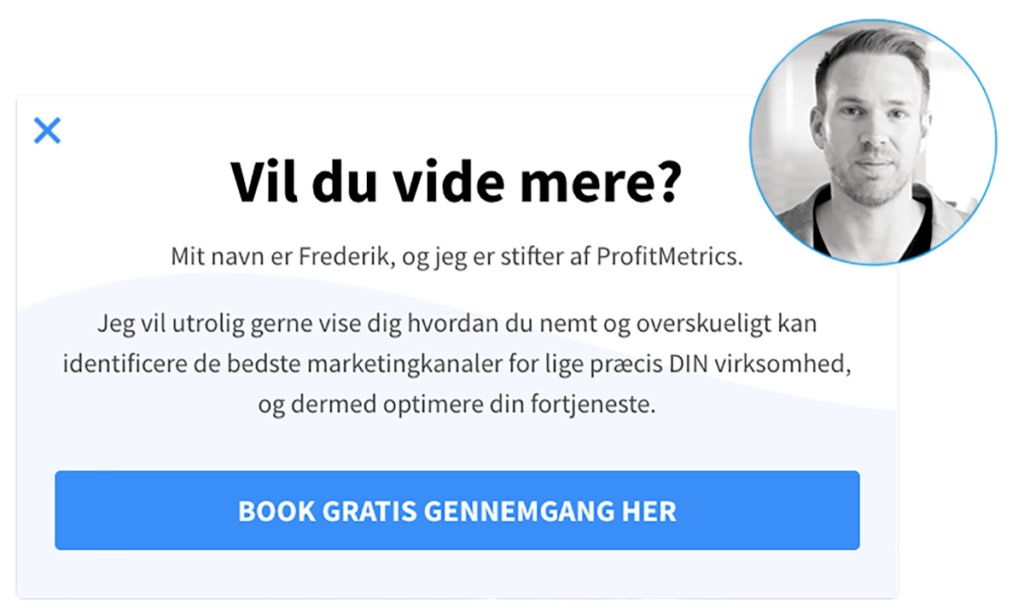 Vil du vide mere?
Mit navn er Frederik, og jeg er stifter af ProfitMetrics.
Jeg vil utrolig gerne vise dig hvordan du nemt og overskueligt kan
identificere de bedste marketingkanaler for lige præcis DIN virksomhed,
og dermed optimere din fortjeneste.
BOOK GRATIS GENNEMGANG HER